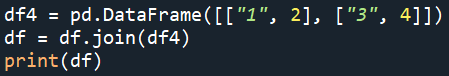 df4 = pd.DataFrame([["1", 2], ["3", 4]])
df = df.join(df4)
print(df)